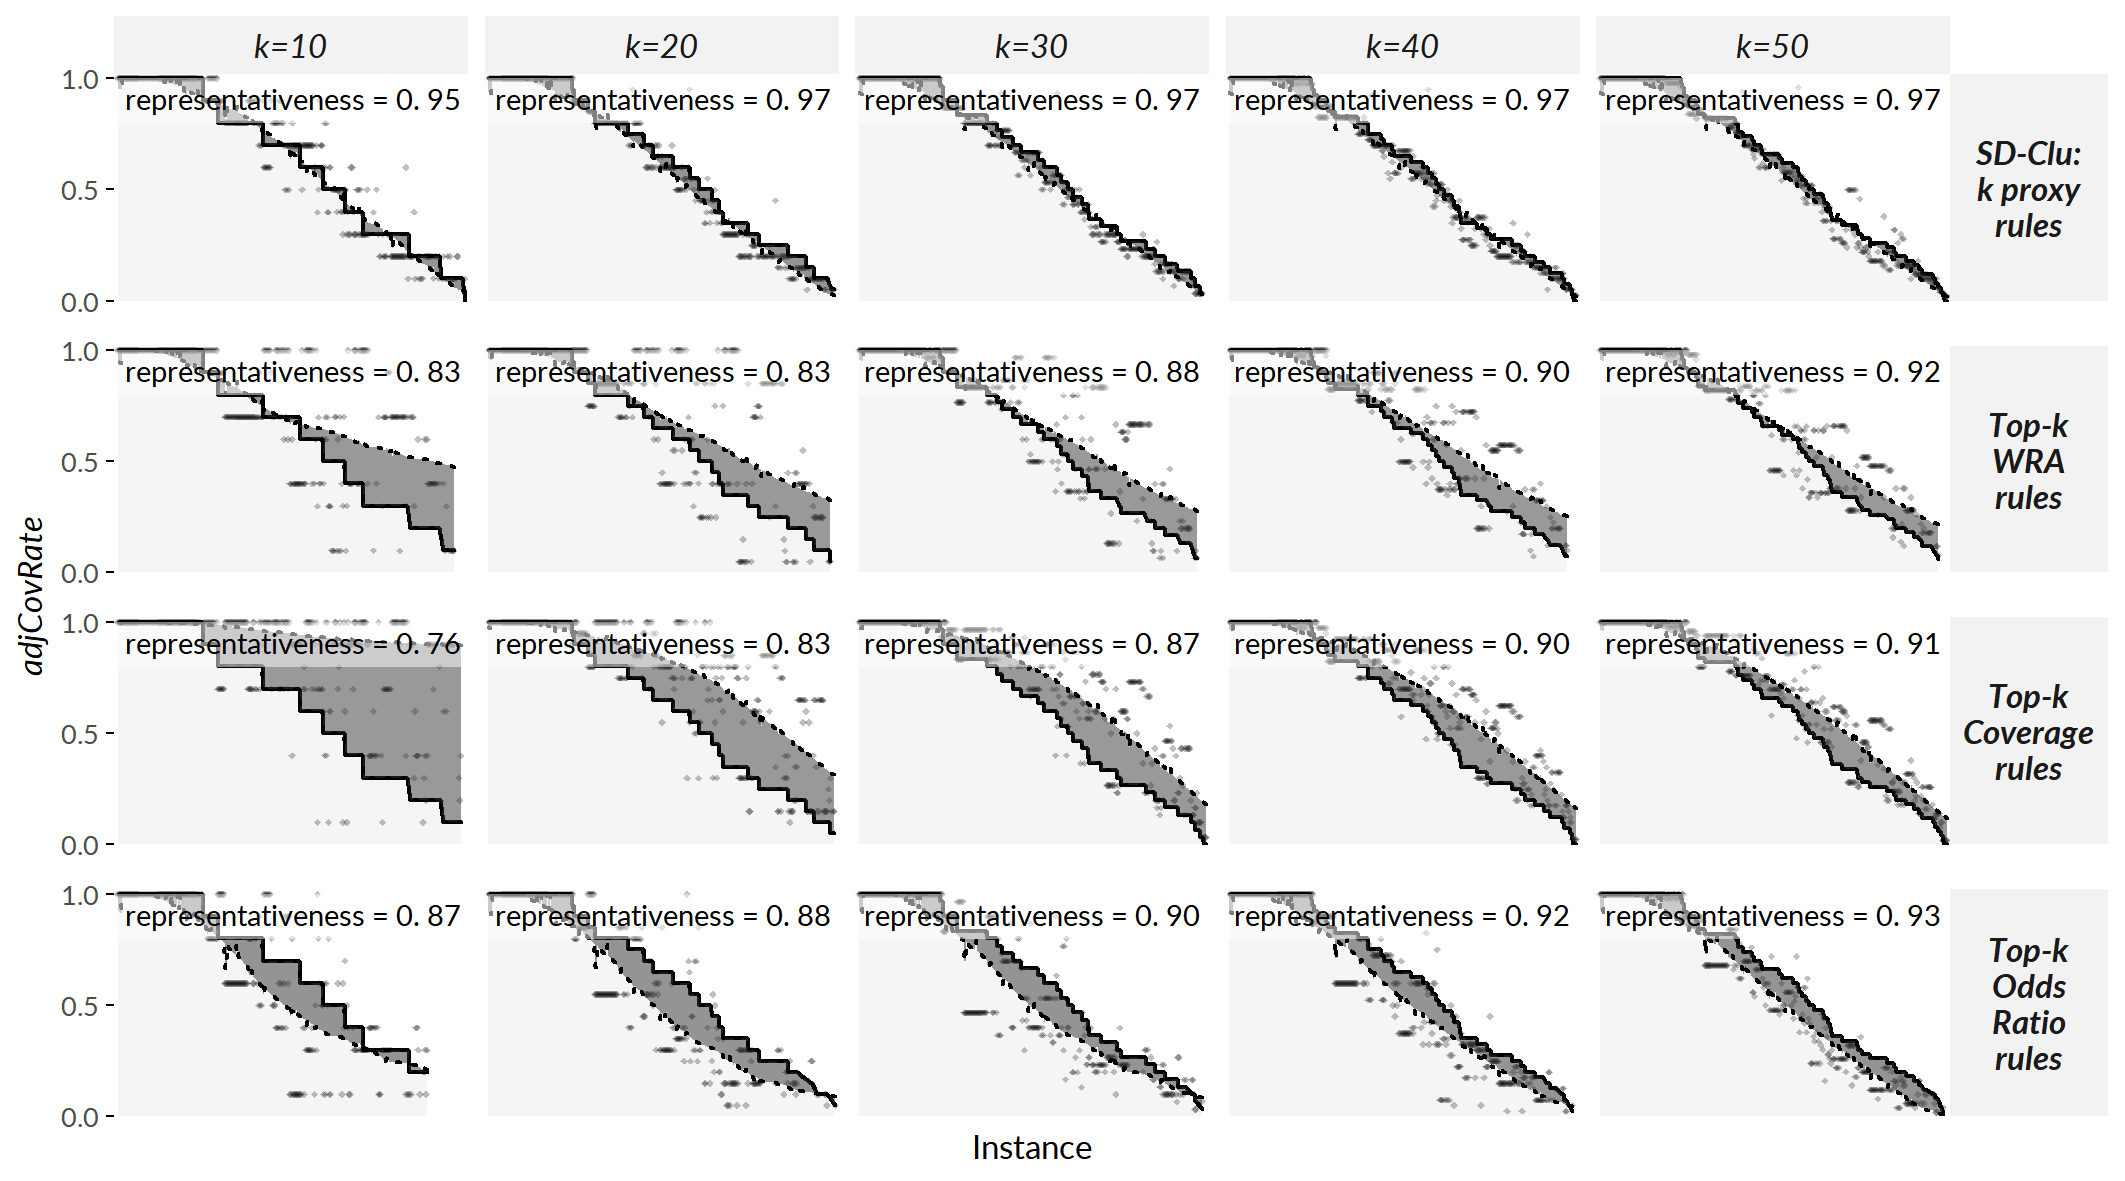 k=10 k=20 k=30 k=40 k=50
1.0
representativeness = 0. 95 representativeness = 0. 97 representativeness = 0. 97 representativeness = 0. 97 representativeness = 0. 97
0.5
0.0
SD-Clu:
k proxy
rules
1.0
representativeness = 0. 83 representativeness = 0. 83 representativeness = 0. 88 representativeness = 0. 90 representativeness = 0. 92
0.5
0.0
Top-k
WRA
rules
1.0
representativeness = 0. 76 representativeness = 0. 83 representativeness = 0. 87 representativeness = 0. 90 representativeness = 0. 91
0.5
0.0
Top-k
Coverage
rules
1.0
representativeness = 0. 87 representativeness = 0. 88 representativeness = 0. 90 representativeness = 0. 92 representativeness = 0. 93
0.5
0.0
Top-k
Odds
Ratio
rules
adjCovRate
Instance